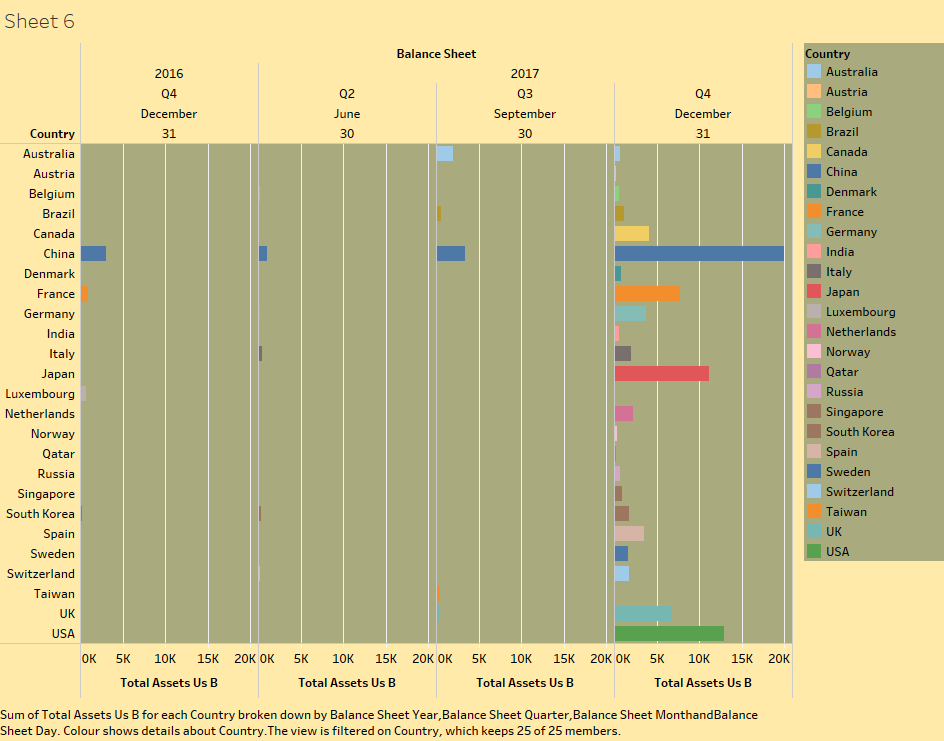 Sheet 6
Balance Sheet
2016
2017
Q4
Q2
Q3
Q4
December
June
September
December
Country
31
30
30
31
Australia
Austria
Belgium
Brazil
Canada
China
Denmark
France
Germany
India
Italy
Japan
Luxembourg
Netherlands
Norway
Qatar
Russia
Singapore
South Korea
Spain
Sweden
Switzerland
Taiwan
UK
USA
0K 5K 10K 15K 20K 0K 5K 10K 15K 20K 0K 5K 10K 15K 20K 0K 5K 10K 15K 20K
Total Assets Us B Total Assets Us B Total Assets Us B Total Assets Us B
Country
Australia
Austria
Belgium
Brazil
Canada
China
Denmark
France
Germany
India
Italy
Japan
Luxembourg
Netherlands
Norway
Qatar
Russia
Singapore
South Korea
Spain
Sweden
Switzerland
Taiwan
UK
USA
Sum of Total Assets Us B for each Country broken down by Balance Sheet Year,Balance Sheet Quarter,Balance Sheet MonthandBalance
Sheet Day. Colour shows details about Country.The view is filtered on Country, which keeps 25 of 25 members.